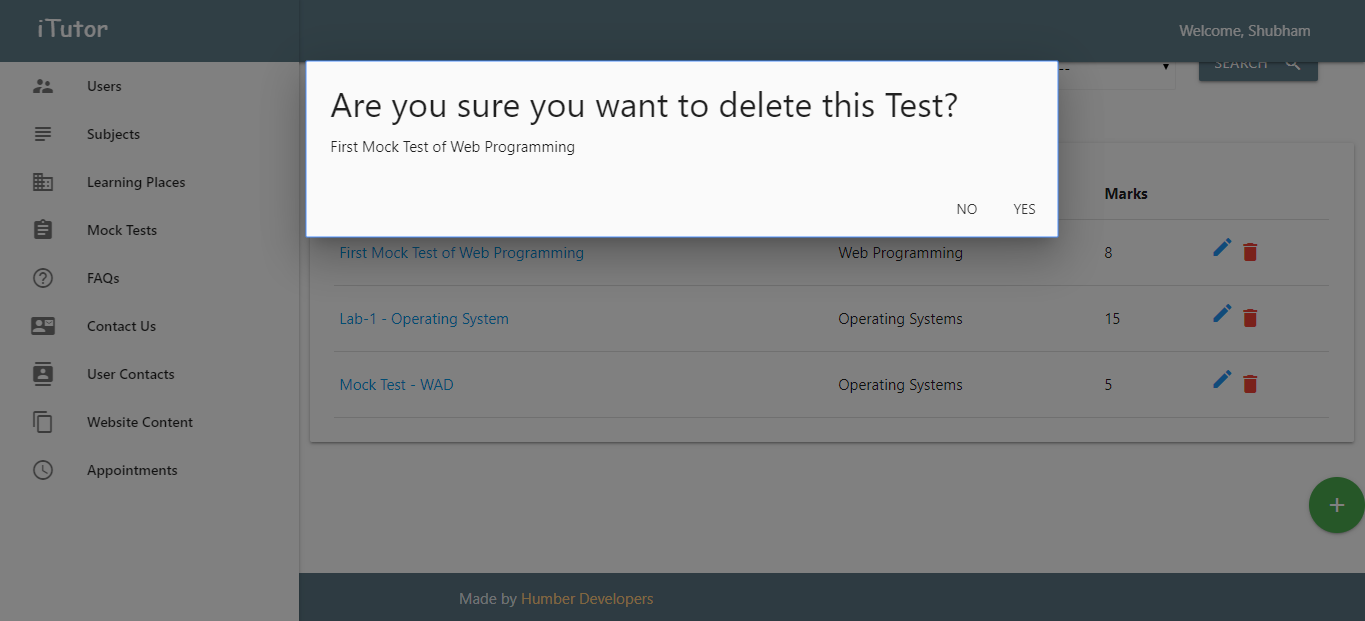 iTutor
Welcome, Shubham
Users
Subjects
Learning Places
Mock Tests
FAQs
Contact Us
User Contacts
Website Content
Appointments
--
SEARCH
Are you sure you want to delete this Test?
First Mock Test of Web Programming
NO YES
Marks
First Mock Test of Web Programming Web Programming 8
Lab-1 - Operating System Operating Systems 15
Mock Test - WAD Operating Systems 5
+
Made by Humber Developers